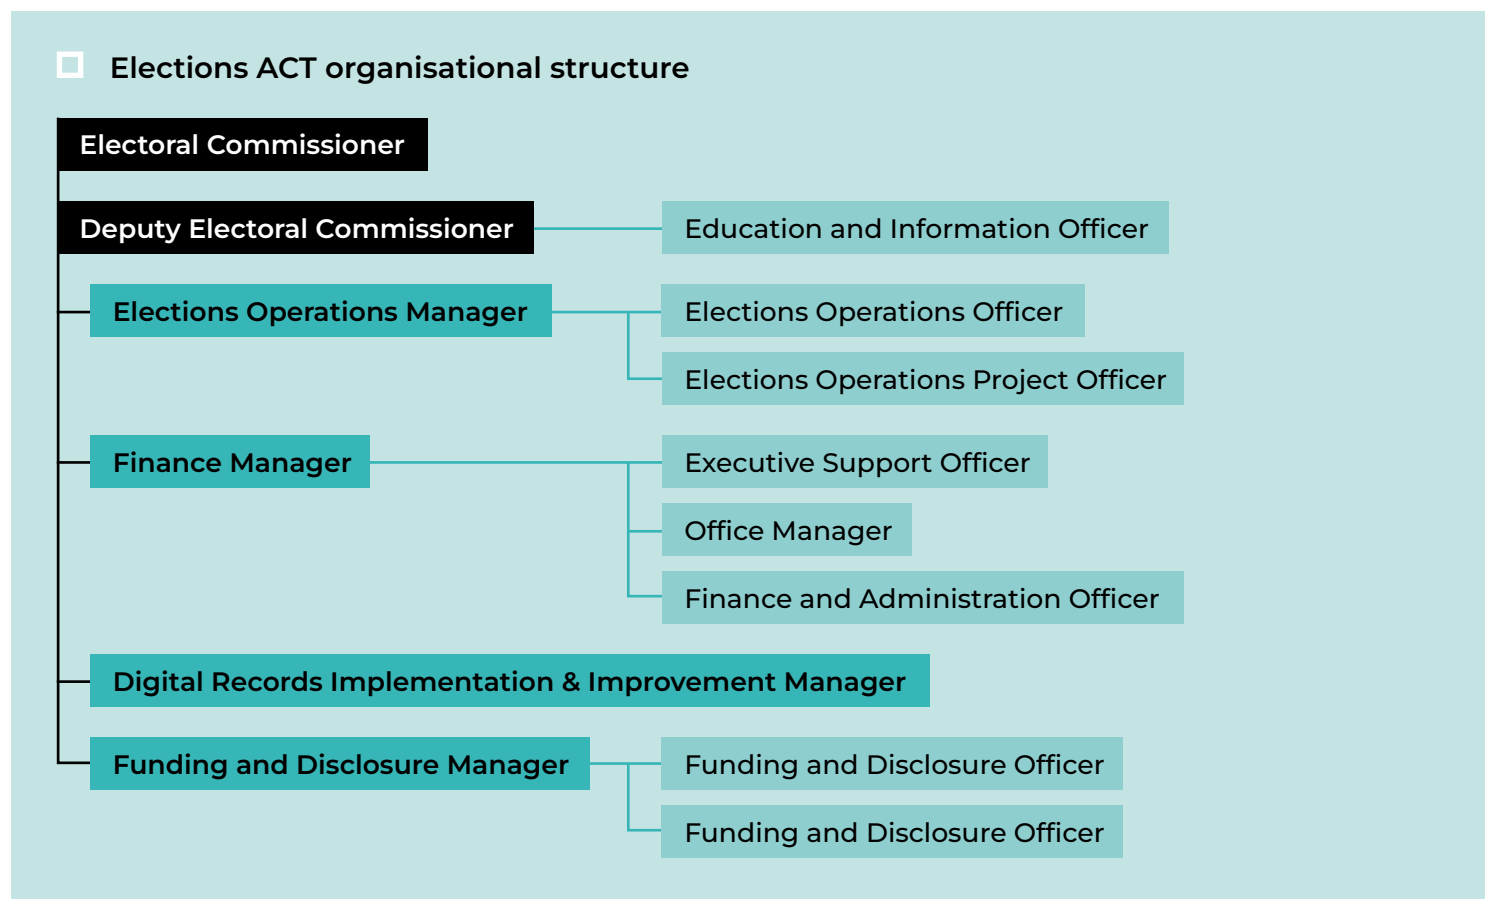 Elections ACT organisational structure
Electoral Commissioner
Deputy Electoral Commissioner
Education and Information Officer
Elections Operations Manager
Elections Operations Officer
Elections Operations Project Officer
Finance Manager
Executive Support Officer
Office Manager
Finance and Administration Officer
Digital Records Implementation & Improvement Manager
Funding and Disclosure Manager
Funding and Disclosure Officer
Funding and Disclosure Officer